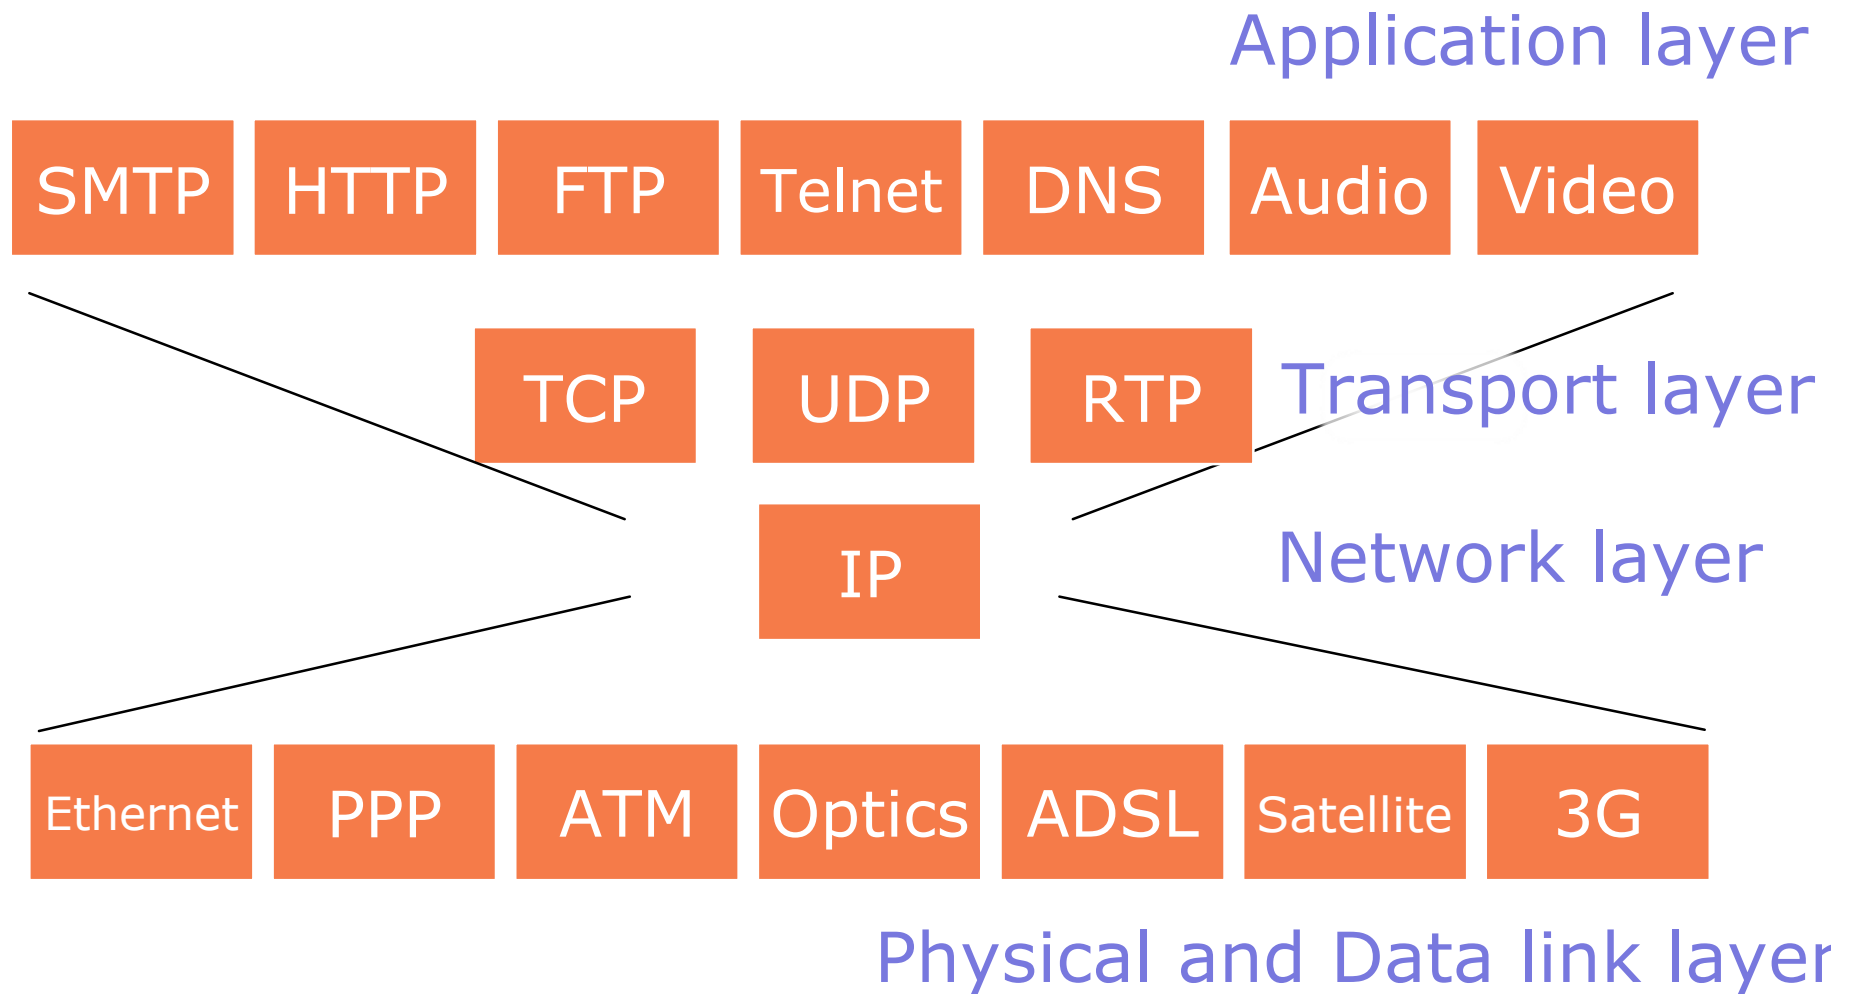 Application layer
SMTP HTTP FTP Telnet DNS Audio Video
TCP UDP RTP Transport layer
IP Network layer
Ethernet PPP ATM Optics ADSL Satellite 3G
Physical and Data link layer